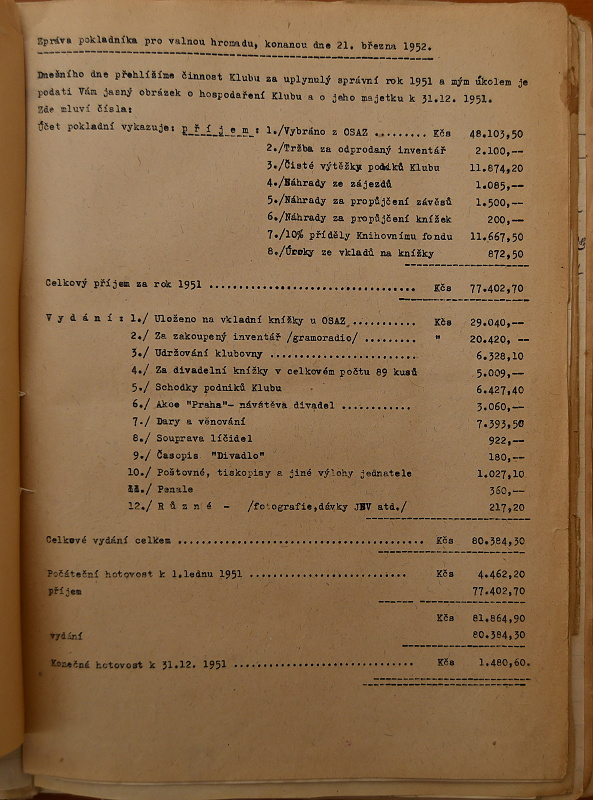 Zpráva pokladníka pro valnou hromadu, konanou dne 21. března 1952.
Dnešního dne přehlížíme činnost Klubu za uplynulý správní rok 1951 a mým úkolem je
podati Vám jasný obrázek o hospodaření Klubu a o jeho majetku k 31.12. 1951.
Zde mluví čísla:
Účet pokladní vykazuje: p ř í j e m : 1./Vybráno z OSAZ ......... Kčs 48.103,50
2./Tržba za odprodaný inventář 2.100,--
3./Čisté výtěžky podniků Klubu 11.874,20
4./Náhrady ze zájezdů 1.085,--
5./Náhrady za propůjčení závěsů 1.500,--
6./Náhrady za propůjčení knížek 200,--
7./10% příděly Knihovnímu fondu 11.667,50
8./Úroky ze vkladů na knížky 872,50
Celkový příjem za rok 1951 .................................. Kčs 77.402,70
V y d á n í : 1./ Uloženo na vkladní knížky u OSAZ ........... Kčs 29.040,--
2./ Za zakoupený inventář /gramoradio/ ......... " 20.420, --
3./ Udržování klubovny ......................... 6.328,10
4./ Za divadelní knížky v celkovém počtu 89 kusů 5.009,--
5./ Schodky podniků Klubu 6.427,40
6./ Akce "Praha"- návštěva divadel ............ 3.060,--
7./ Dary a věnování 7.393,50
8./ Souprava líčidel 922,--
9./ Časopis "Divadlo" 180,--
10./ Poštovné, tiskopisy a jiné výlohy jednatele 1.027,10
11./ Penale 360,--
12./ R ů z n é - /fotografie,dávky JNV atd./ 217,20
Celkové vydání celkem ......................................... Kčs 80.384,30
Počáteční hotovost k 1.lednu 1951 .......................... Kčs 4.462,20
příjem 77.402,70
Kčs 81.864,90
vydání 80.384,30
Konečná hotovost k 31.12. 1951 .............................. Kčs 1.480,60.